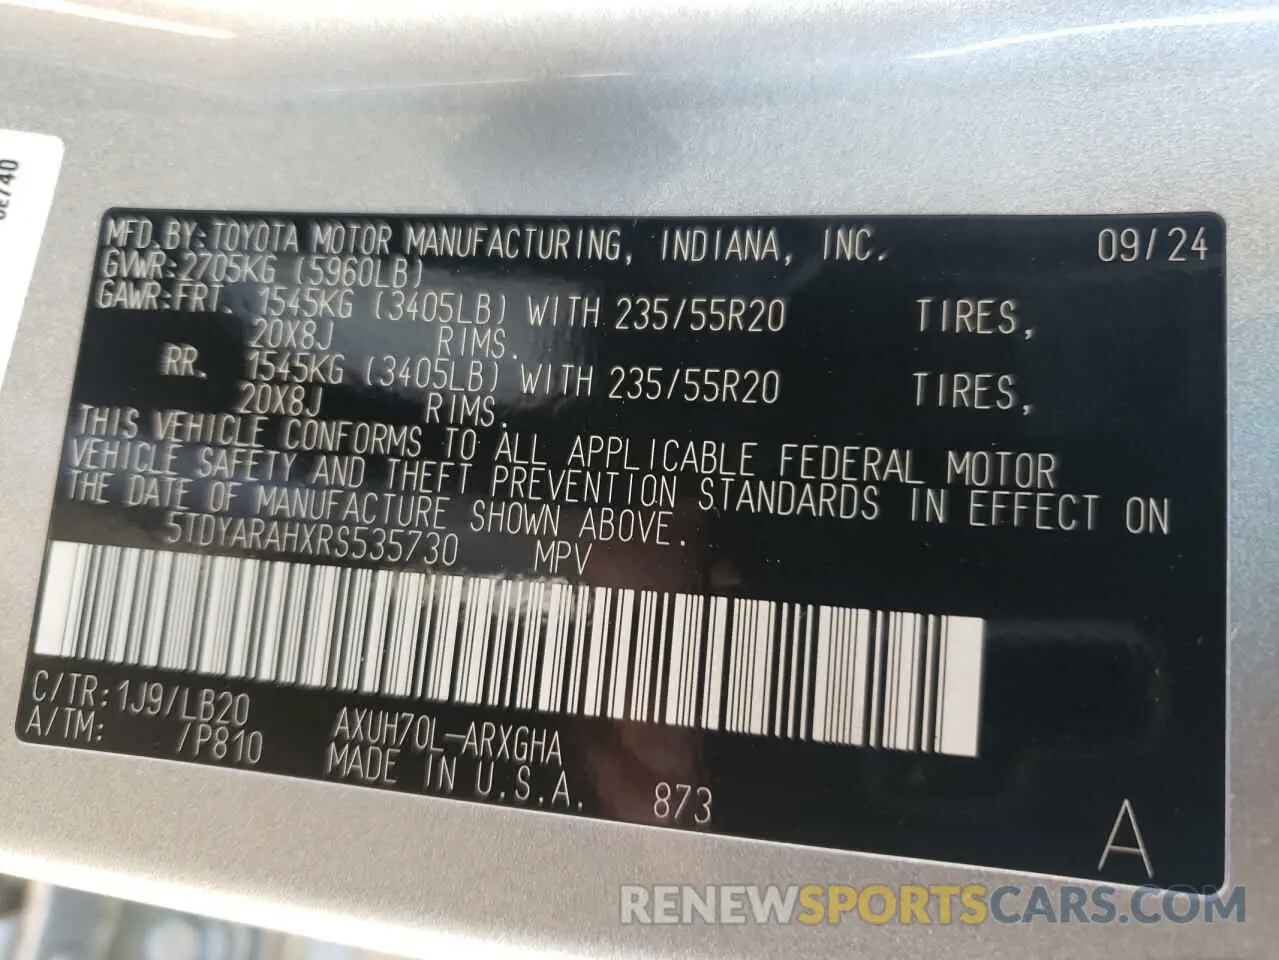 MFD.BY:TOYOTA MOTOR MANUFACTURING, INDIANA, INC. 09/24
GVWR:2705KG (5960LB)
GAWR:FRT. 1545KG (3405LB) WITH 235/55R20 TIRES,
20X8J RIMS.
RR. 1545KG (3405LB) WITH 235/55R20 TIRES,
20X8J RIMS.
THIS VEHICLE CONFORMS TO ALL APPLICABLE FEDERAL MOTOR
VEHICLE SAFETY AND THEFT PREVENTION STANDARDS IN EFFECT ON
THE DATE OF MANUFACTURE SHOWN ABOVE.
5TDYARAHXRS535730 MPV
C/TR:1J9/LB20 AXUH70L-ARXGHA
A/TM: /P810 MADE IN U.S.A. 873
A
RENEWSPORTSCARS.COM